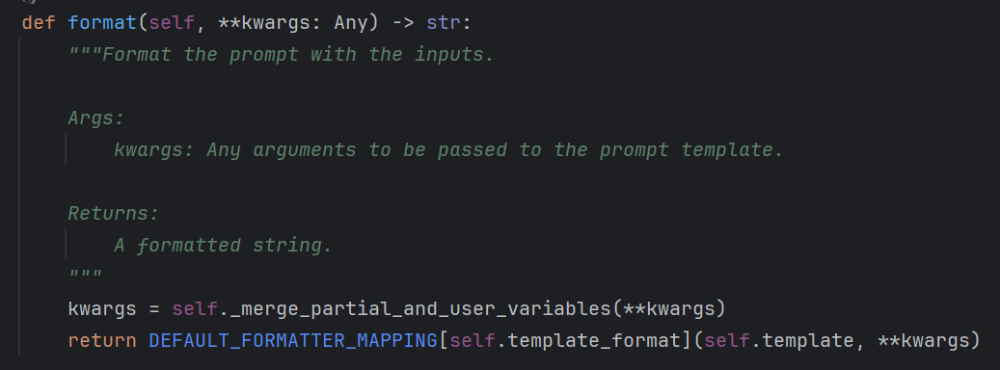 def format(self, **kwargs: Any) -> str:
    """Format the prompt with the inputs.

    Args:
        kwargs: Any arguments to be passed to the prompt template.

    Returns:
        A formatted string.
    """
    kwargs = self._merge_partial_and_user_variables(**kwargs)
    return DEFAULT_FORMATTER_MAPPING[self.template_format](self.template, **kwargs)